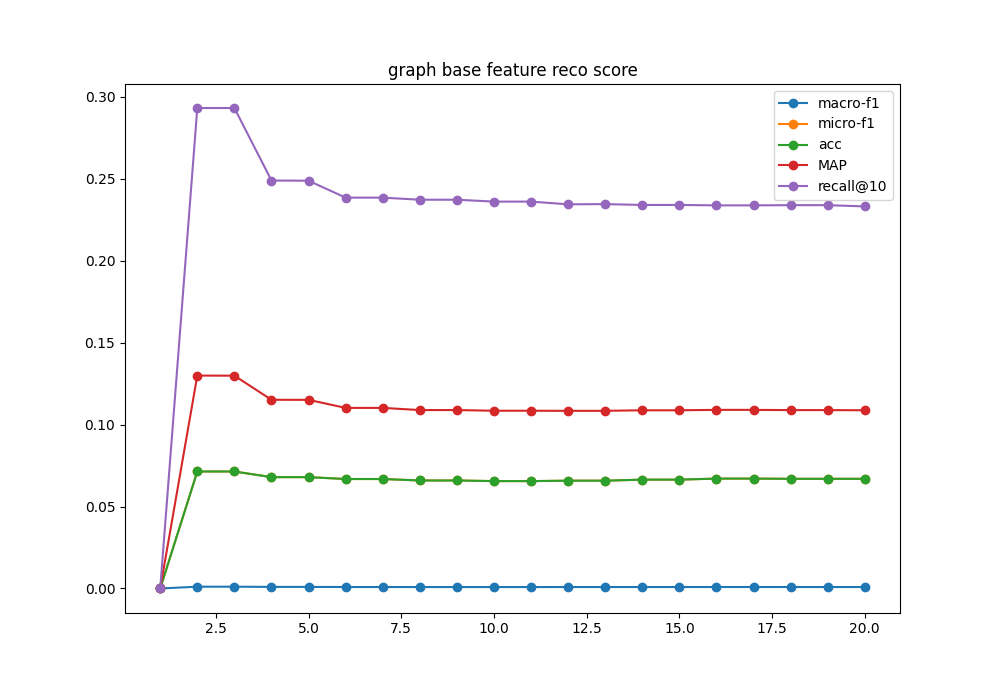 graph base feature reco score
macro-f1
micro-f1
acc
MAP
recall@10
0.30
0.25
0.20
0.15
0.10
0.05
0.00
2.5 5.0 7.5 10.0 12.5 15.0 17.5 20.0